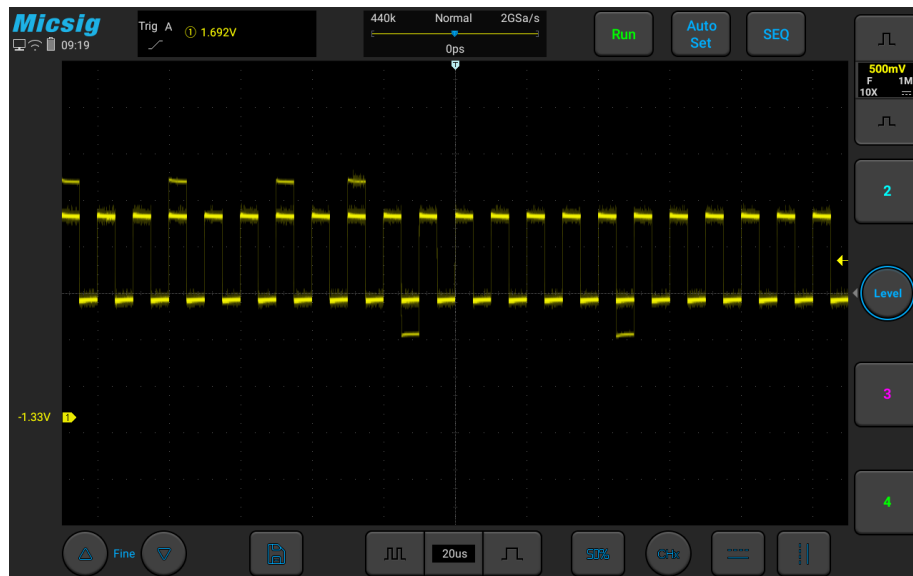 Micsig
09:19
Trig A
① 1.692V
440k Normal 2GSa/s
0ps
T
Run
Auto
Set
SEQ
500mV
F 1M
10X
2
Level
-1.33V 1
3
4
Fine
20us
CHx